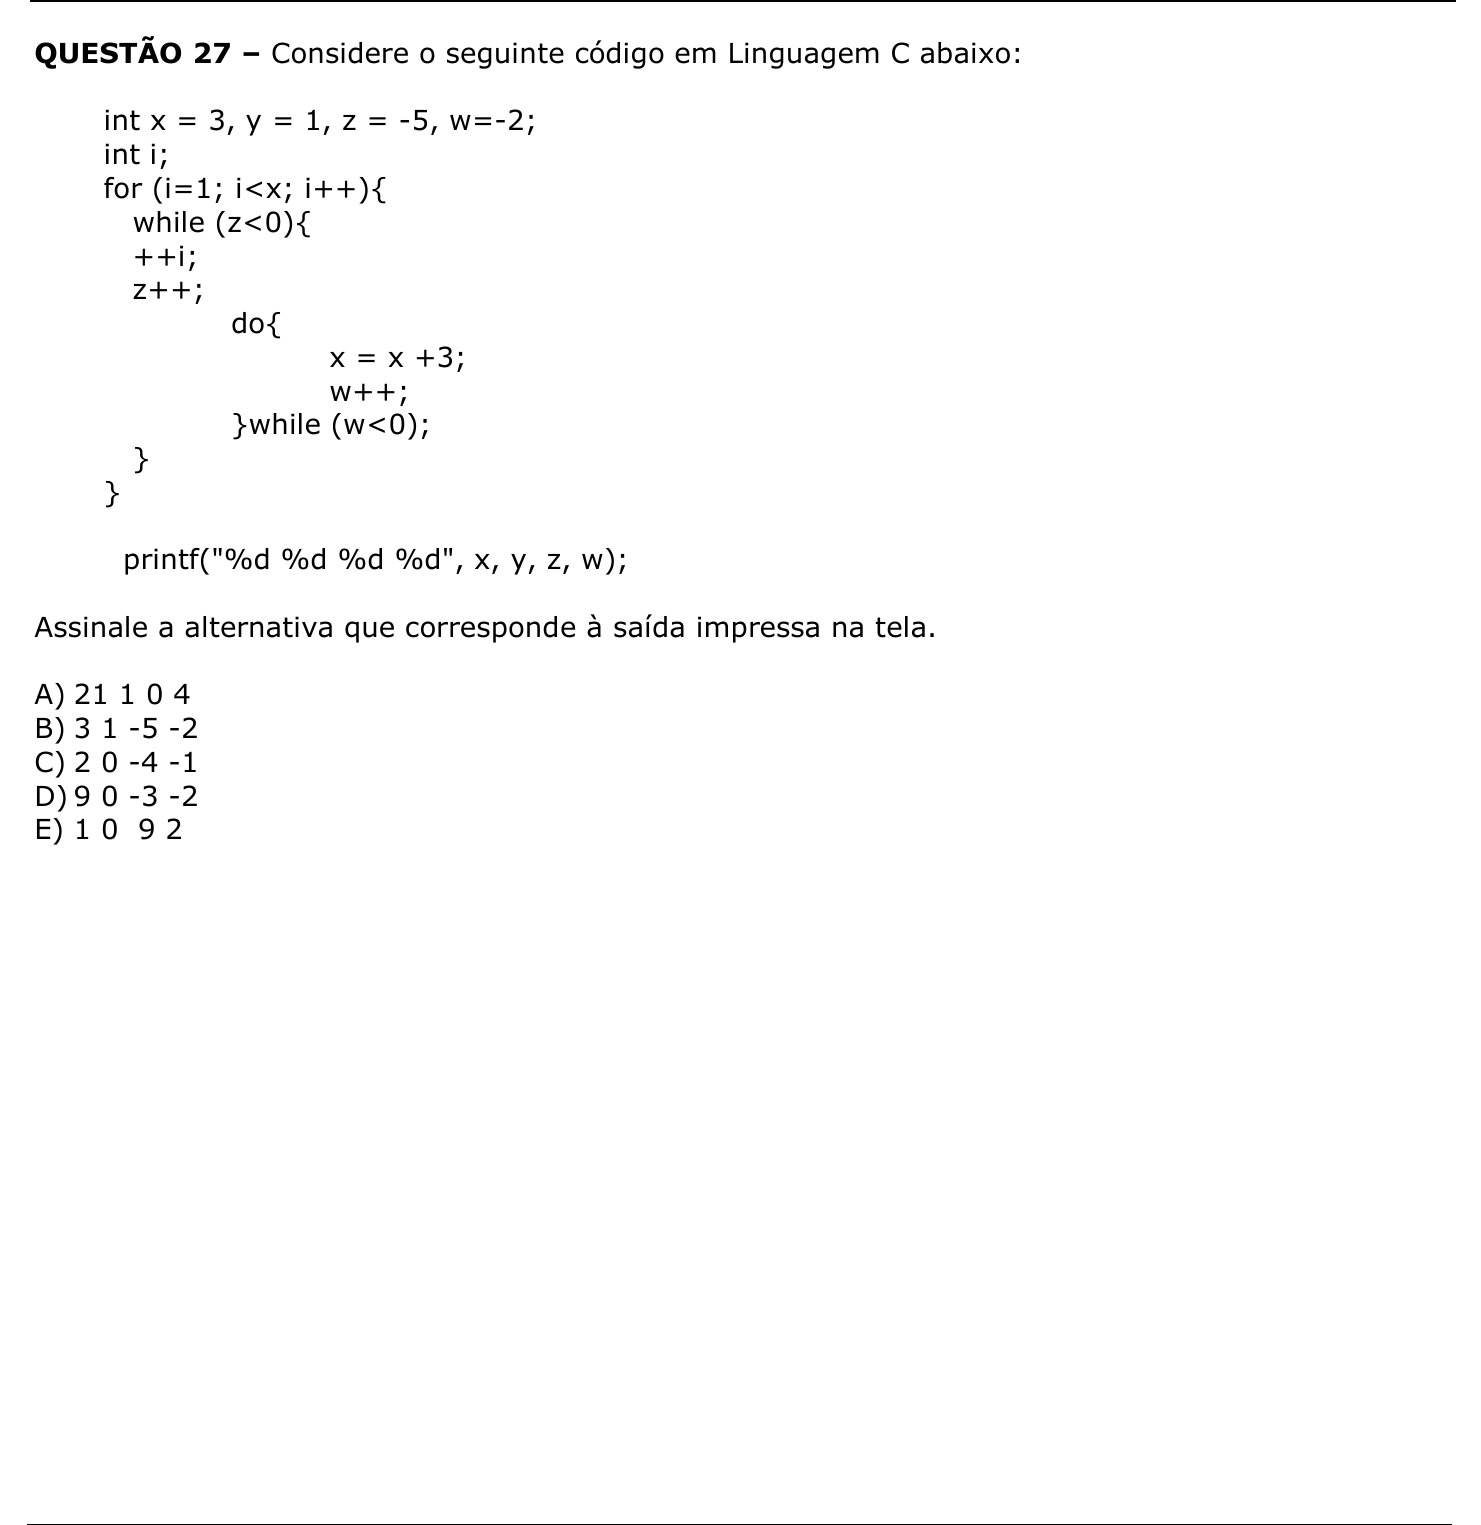 QUESTÃO 27 – Considere o seguinte código em Linguagem C abaixo:
int x = 3, y = 1, z = -5, w=-2;
int i;
for (i=1; i<x; i++){
while (z<0){
++i;
z++;
do{
x = x +3;
w++;
}while (w<0);
}
}
printf("%d %d %d %d", x, y, z, w);
Assinale a alternativa que corresponde à saída impressa na tela.
A) 21 1 0 4
B) 3 1 -5 -2
C) 2 0 -4 -1
D) 9 0 -3 -2
E) 1 0  9 2